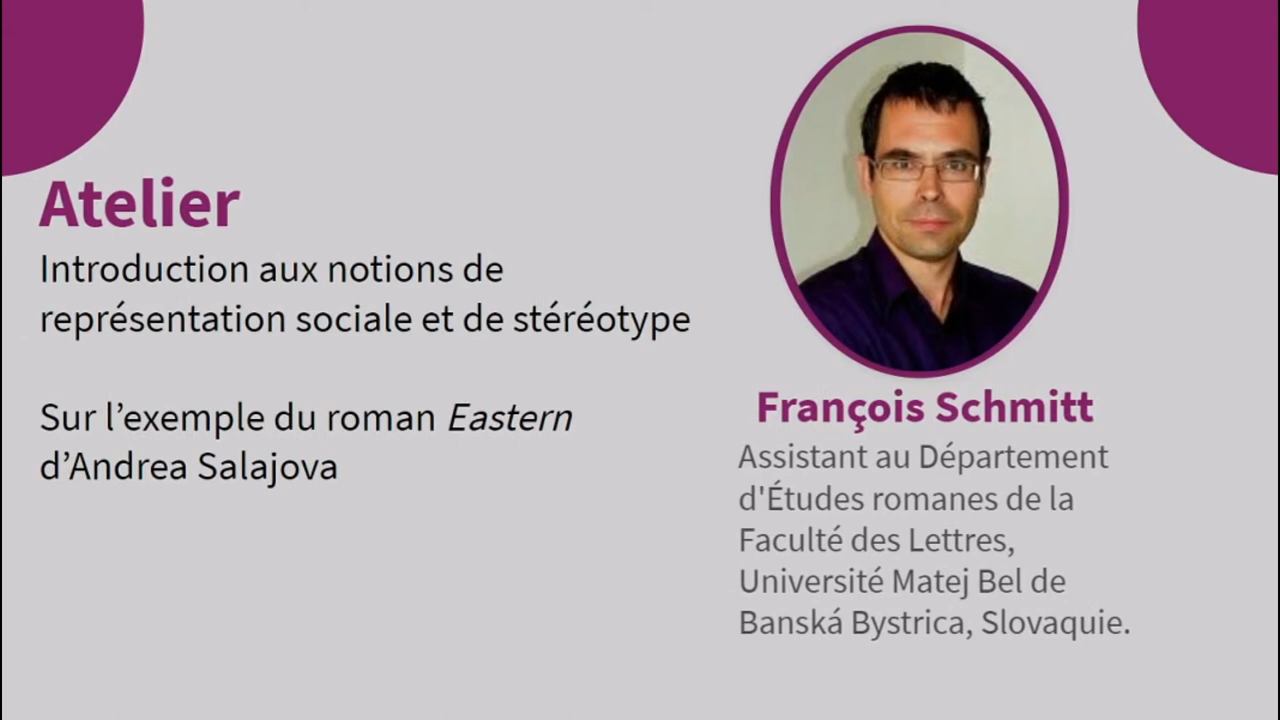 Atelier
Introduction aux notions de
représentation sociale et de stéréotype
Sur l’exemple du roman Eastern
d’Andrea Salajova
François Schmitt
Assistant au Département
d'Études romanes de la
Faculté des Lettres,
Université Matej Bel de
Banská Bystrica, Slovaquie.